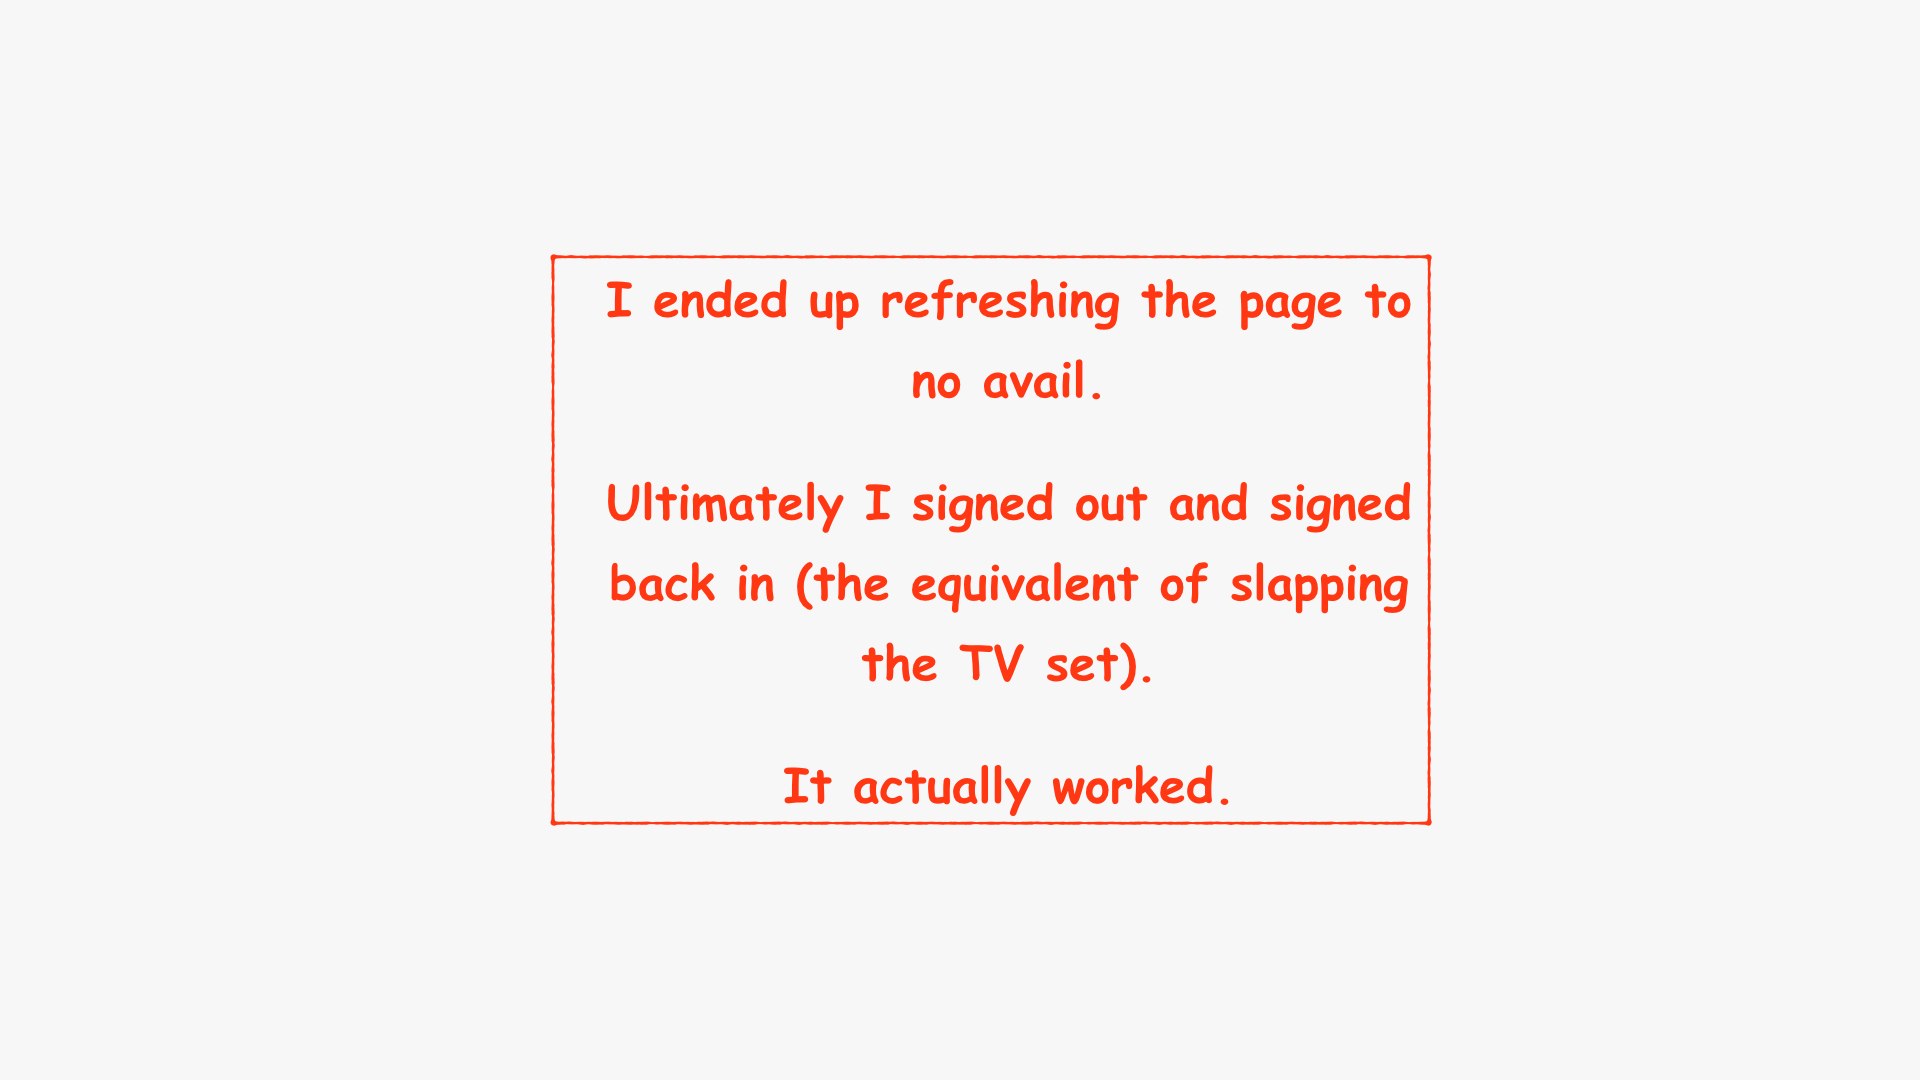 I ended up refreshing the page to
no avail.
Ultimately I signed out and signed
back in (the equivalent of slapping
the TV set).
It actually worked.